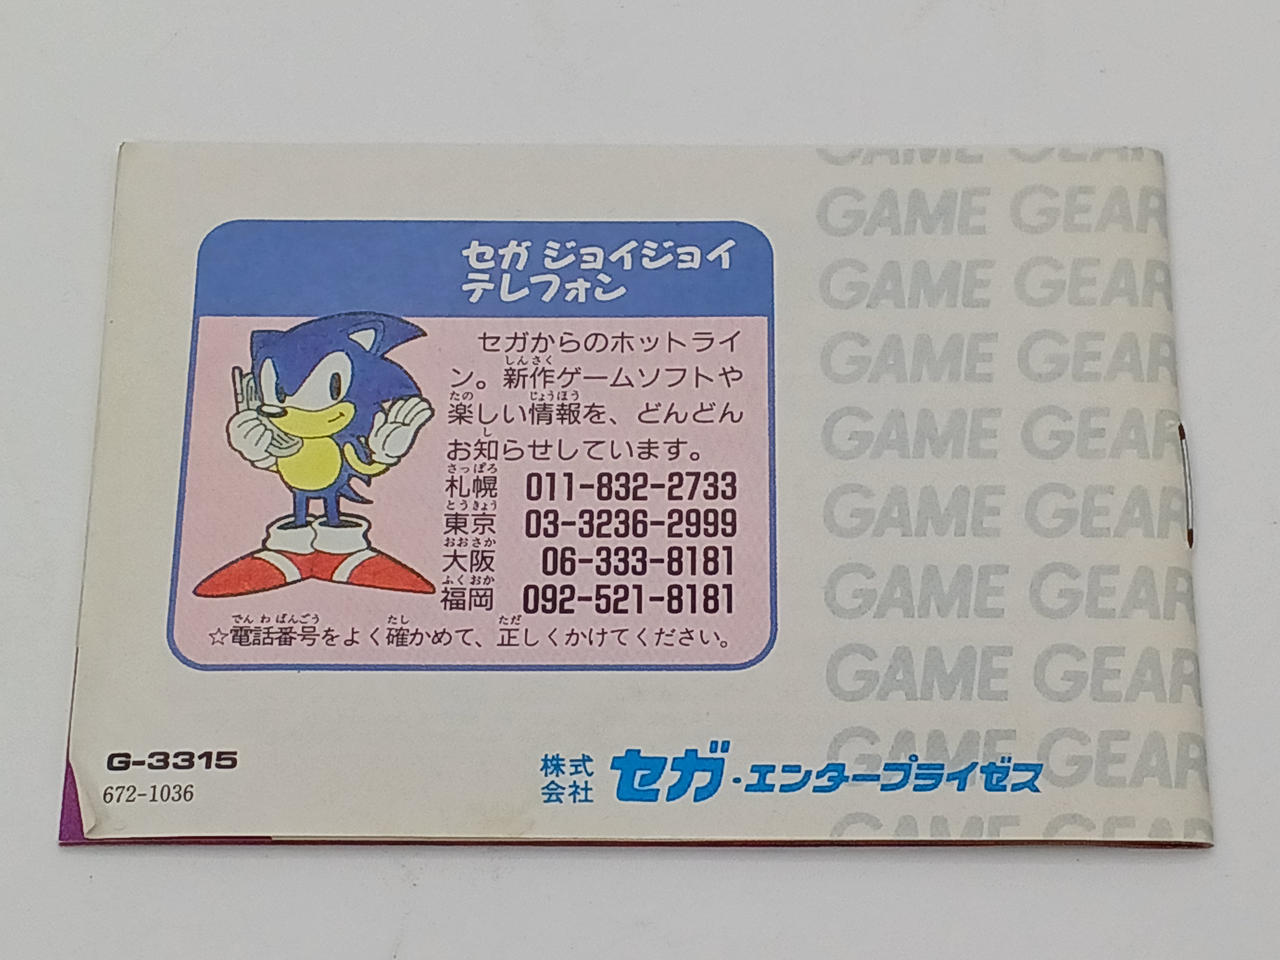 セガ ジョイジョイ
テレフォン
セガからのホットライ
ン。新作ゲームソフトや
楽しい情報を、どんどん
お知らせしています。
札幌 011-832-2733
東京 03-3236-2999
大阪 06-333-8181
福岡 092-521-8181
☆電話番号をよく確かめて、正しくかけてください。
G-3315
672-1036
株式会社 セガ・エンタープライゼス
GAME GEAR
GAME GEAR
GAME GEAR
GAME GEAR
GAME GEAR
GAME GEAR
GAME GEAR
GAME GEAR
GAME GEAR
GAME GEAR